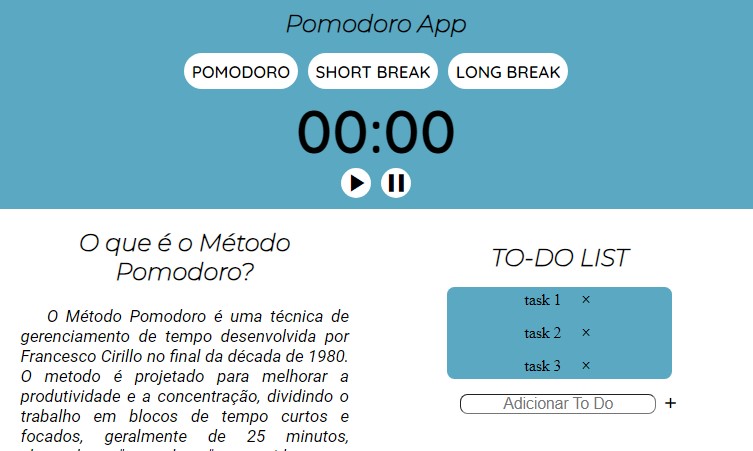 Pomodoro App
POMODORO
SHORT BREAK
LONG BREAK
00:00
O que é o Método
Pomodoro?
O Método Pomodoro é uma técnica de
gerenciamento de tempo desenvolvida por
Francesco Cirillo no final da década de 1980.
O metodo é projetado para melhorar a
produtividade e a concentração, dividindo o
trabalho em blocos de tempo curtos e
focados, geralmente de 25 minutos,
TO-DO LIST
task 1 ×
task 2 ×
task 3 ×
Adicionar To Do +